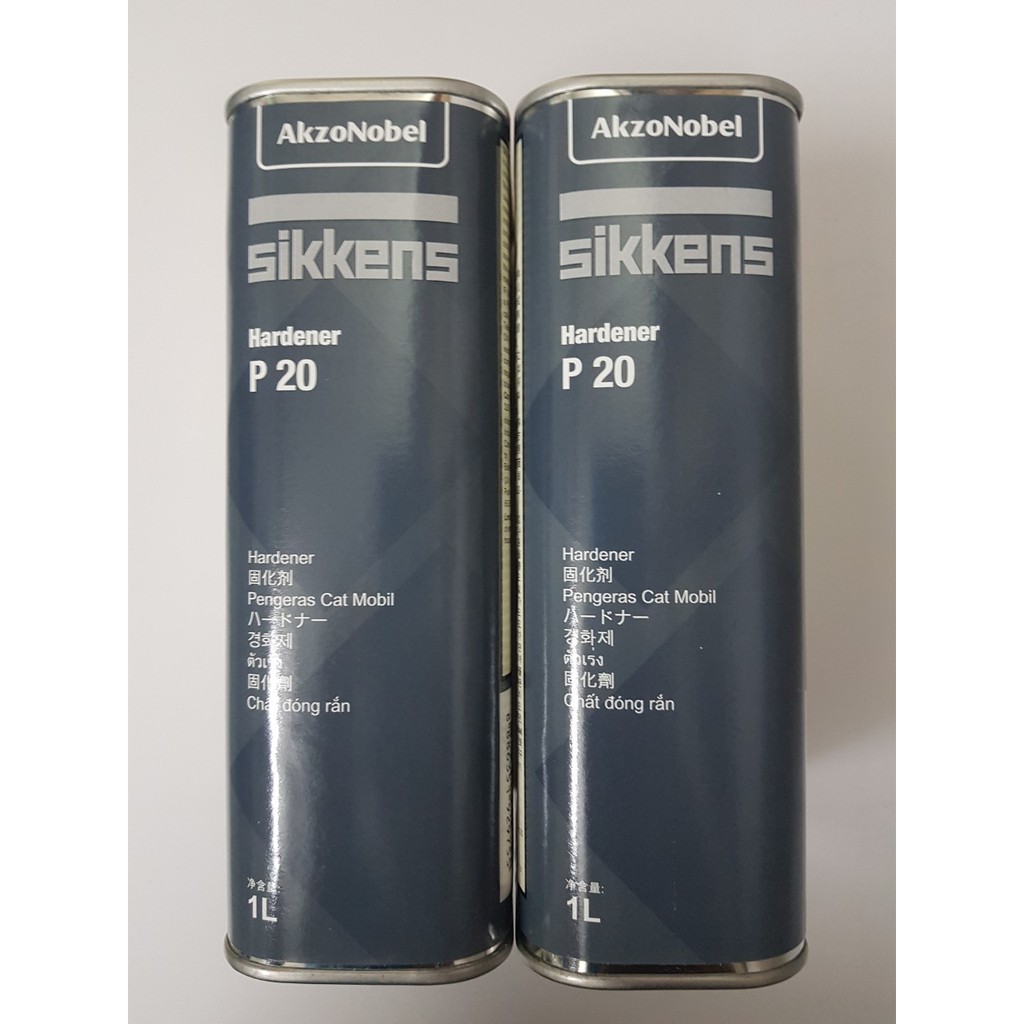 AkzoNobel
sikkens
Hardener
P 20
Hardener
固化剂
Pengeras Cat Mobil
ハードナー
경화제
ตัวเร่ง
固化劑
Chất đóng rắn
净含量:
1L
AkzoNobel
sikkens
Hardener
P 20
Hardener
固化剂
Pengeras Cat Mobil
ハードナー
경화제
ตัวเร่ง
固化劑
Chất đóng rắn
净含量:
1L